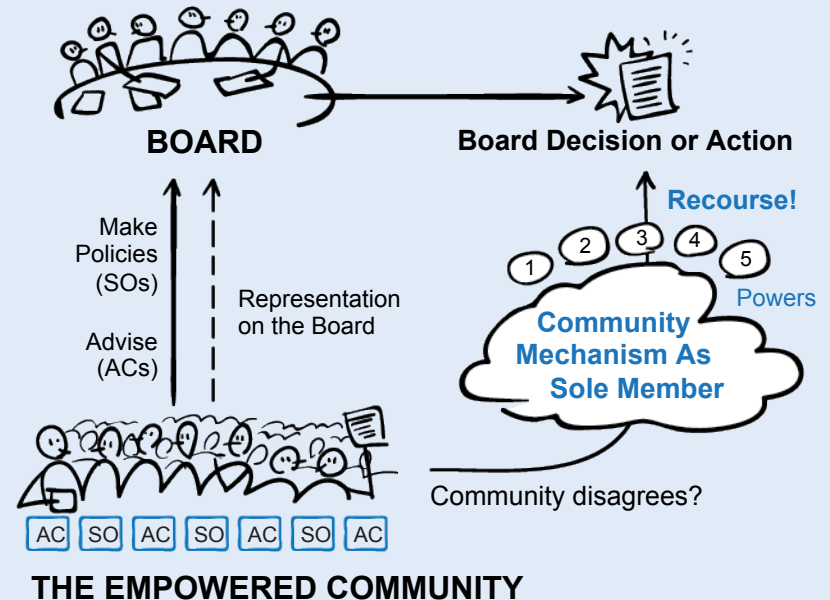 BOARD
Board Decision or Action
Recourse!
1 2 3 4 5
Powers
Make
Policies
(SOs)
Advise
(ACs)
Representation
on the Board
Community
Mechanism As
Sole Member
Community disagrees?
AC SO AC SO AC SO AC
THE EMPOWERED COMMUNITY